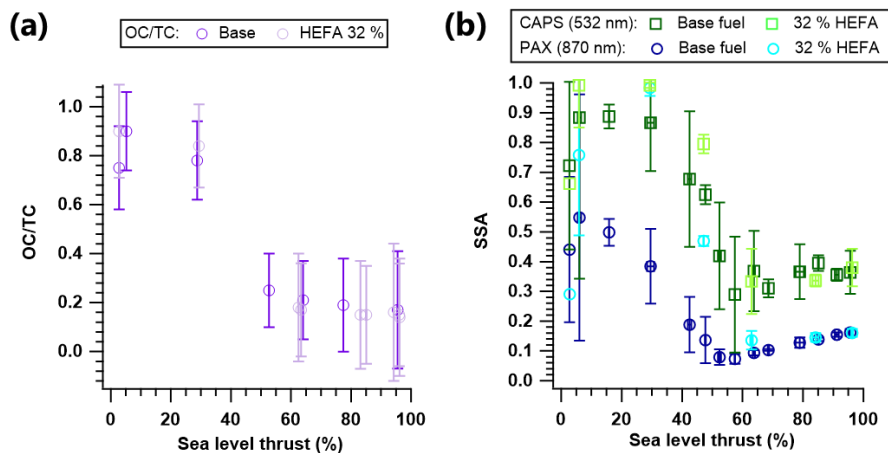 (a)
OC/TC: Base HEFA 32 %
OC/TC
1.0
0.8
0.6
0.4
0.2
0.0
0 20 40 60 80 100
Sea level thrust (%)
(b)
CAPS (532 nm): Base fuel 32 % HEFA
PAX (870 nm): Base fuel 32 % HEFA
SSA
1.0
0.9
0.8
0.7
0.6
0.5
0.4
0.3
0.2
0.1
0.0
0 20 40 60 80 100
Sea level thrust (%)